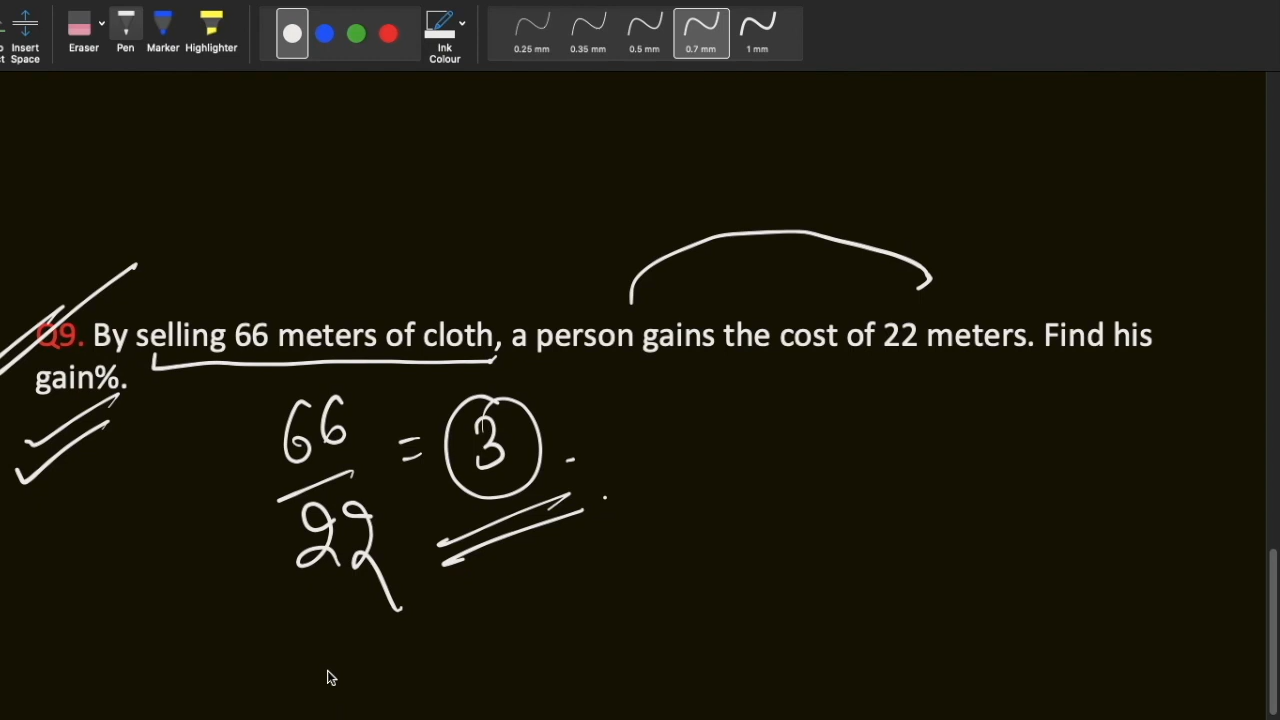 Insert
Space
Eraser
Pen
Marker
Highlighter
Ink
Colour
0.25 mm
0.35 mm
0.5 mm
0.7 mm
1 mm
Q9. By selling 66 meters of cloth, a person gains the cost of 22 meters. Find his
gain%.
66
= 3
22